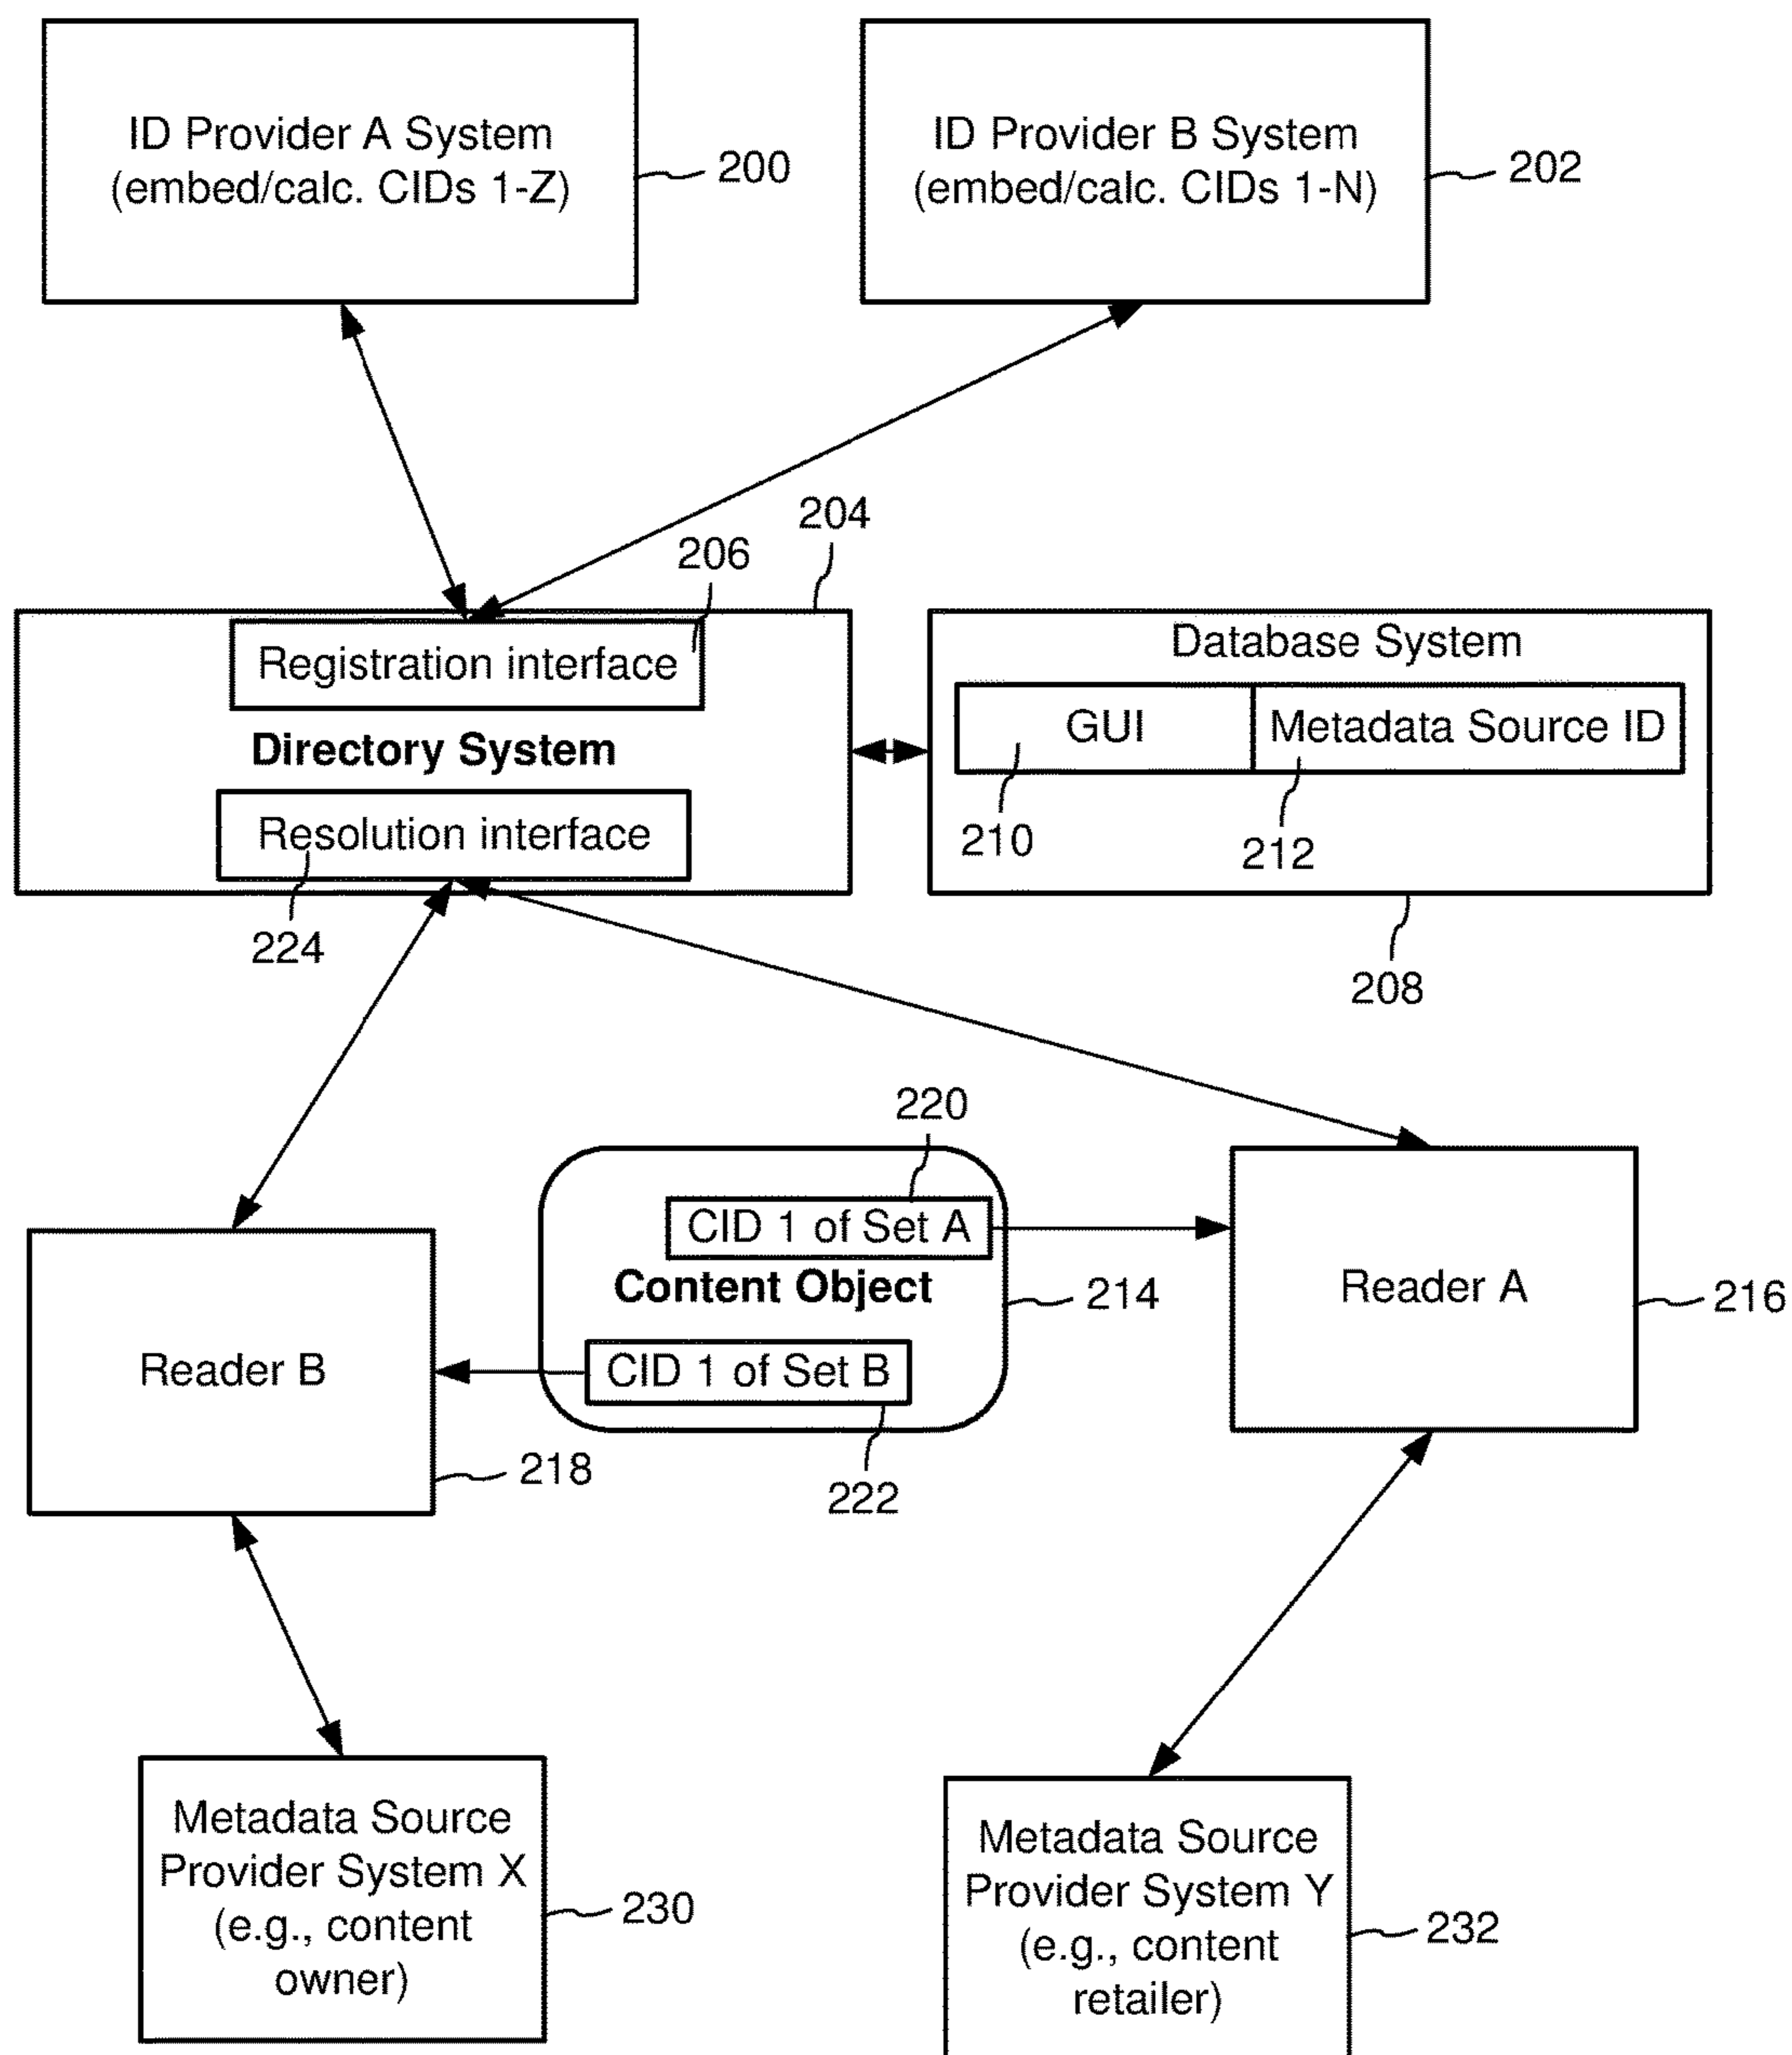 ID Provider A System
(embed/calc. CIDs 1-Z)
200
ID Provider B System
(embed/calc. CIDs 1-N)
202
204
206
Registration interface
Directory System
Resolution interface
224
Database System
GUI
Metadata Source ID
210
212
208
220
CID 1 of Set A
Content Object
214
CID 1 of Set B
222
Reader A
216
Reader B
218
Metadata Source
Provider System X
(e.g., content
owner)
230
Metadata Source
Provider System Y
(e.g., content
retailer)
232